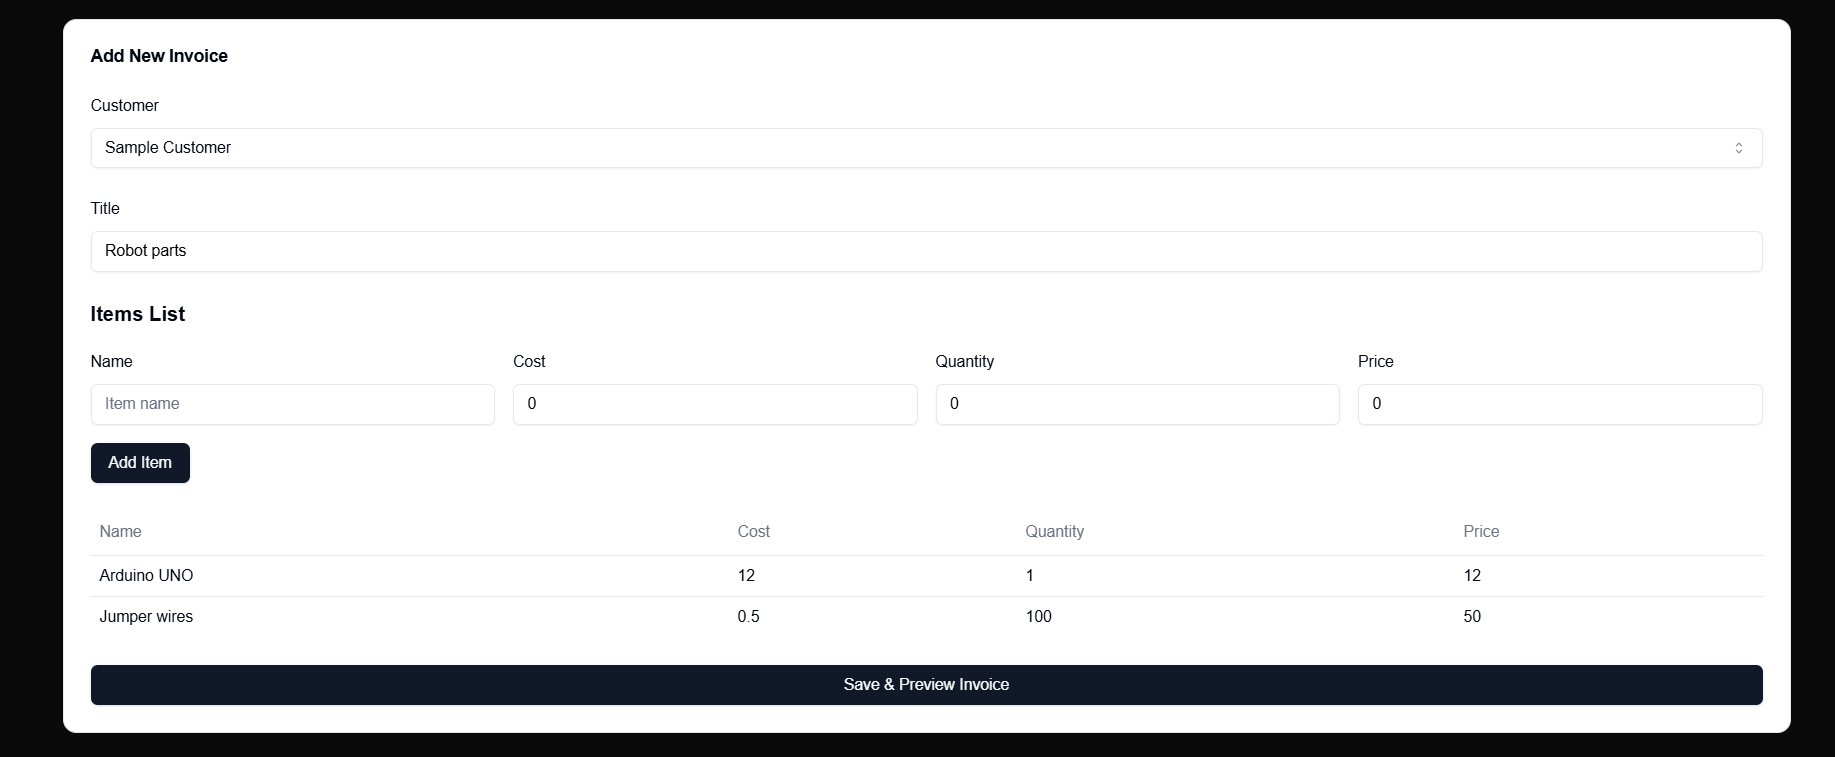 Add New Invoice
Customer
Sample Customer
Title
Robot parts
Items List
Name Cost Quantity Price
Item name 0 0 0
Add Item
Name Cost Quantity Price
Arduino UNO 12 1 12
Jumper wires 0.5 100 50
Save & Preview Invoice